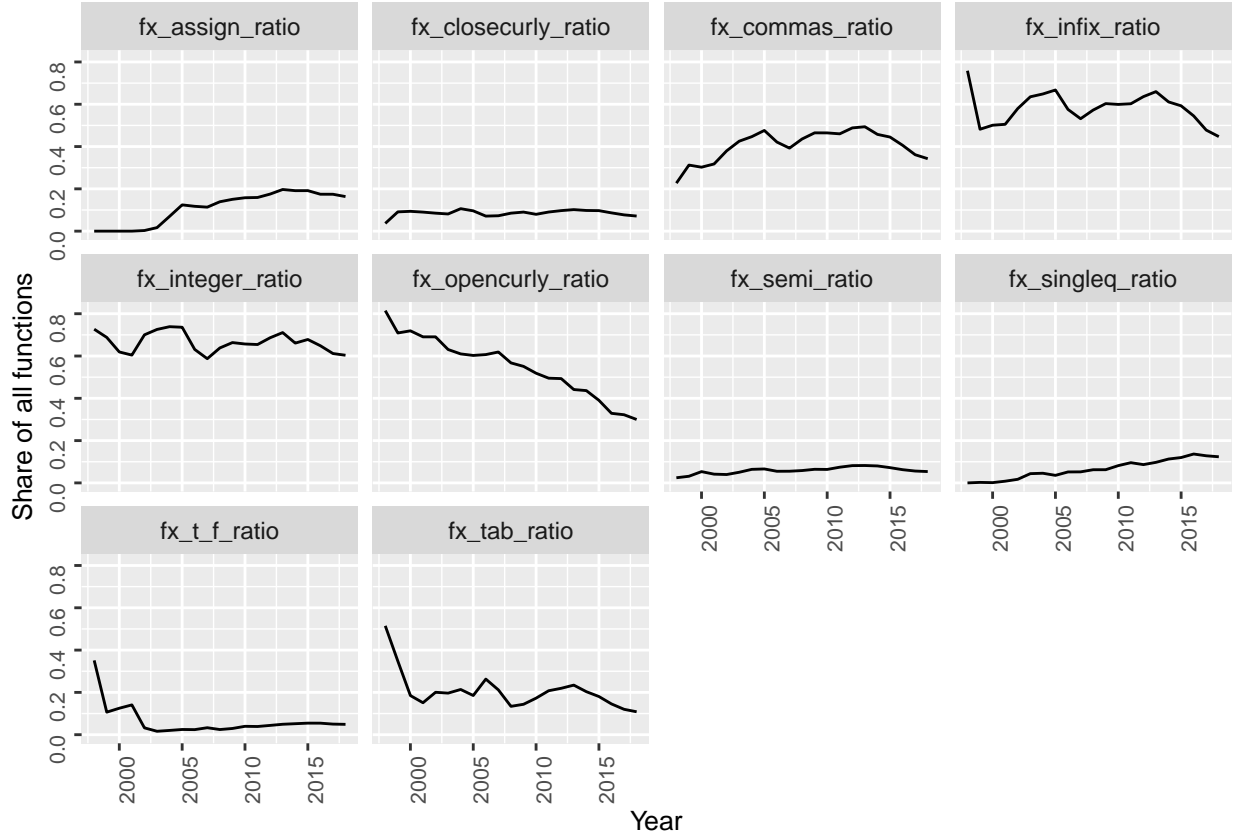 fx_assign_ratio fx_closecurly_ratio fx_commas_ratio fx_infix_ratio
0.8
0.6
0.4
0.2
0.0
fx_integer_ratio fx_opencurly_ratio fx_semi_ratio fx_singleq_ratio
0.8
0.6
0.4
0.2
0.0
2000 2005 2010 2015 2000 2005 2010 2015
fx_t_f_ratio fx_tab_ratio
0.8
0.6
0.4
0.2
0.0
2000 2005 2010 2015 2000 2005 2010 2015
Share of all functions
Year